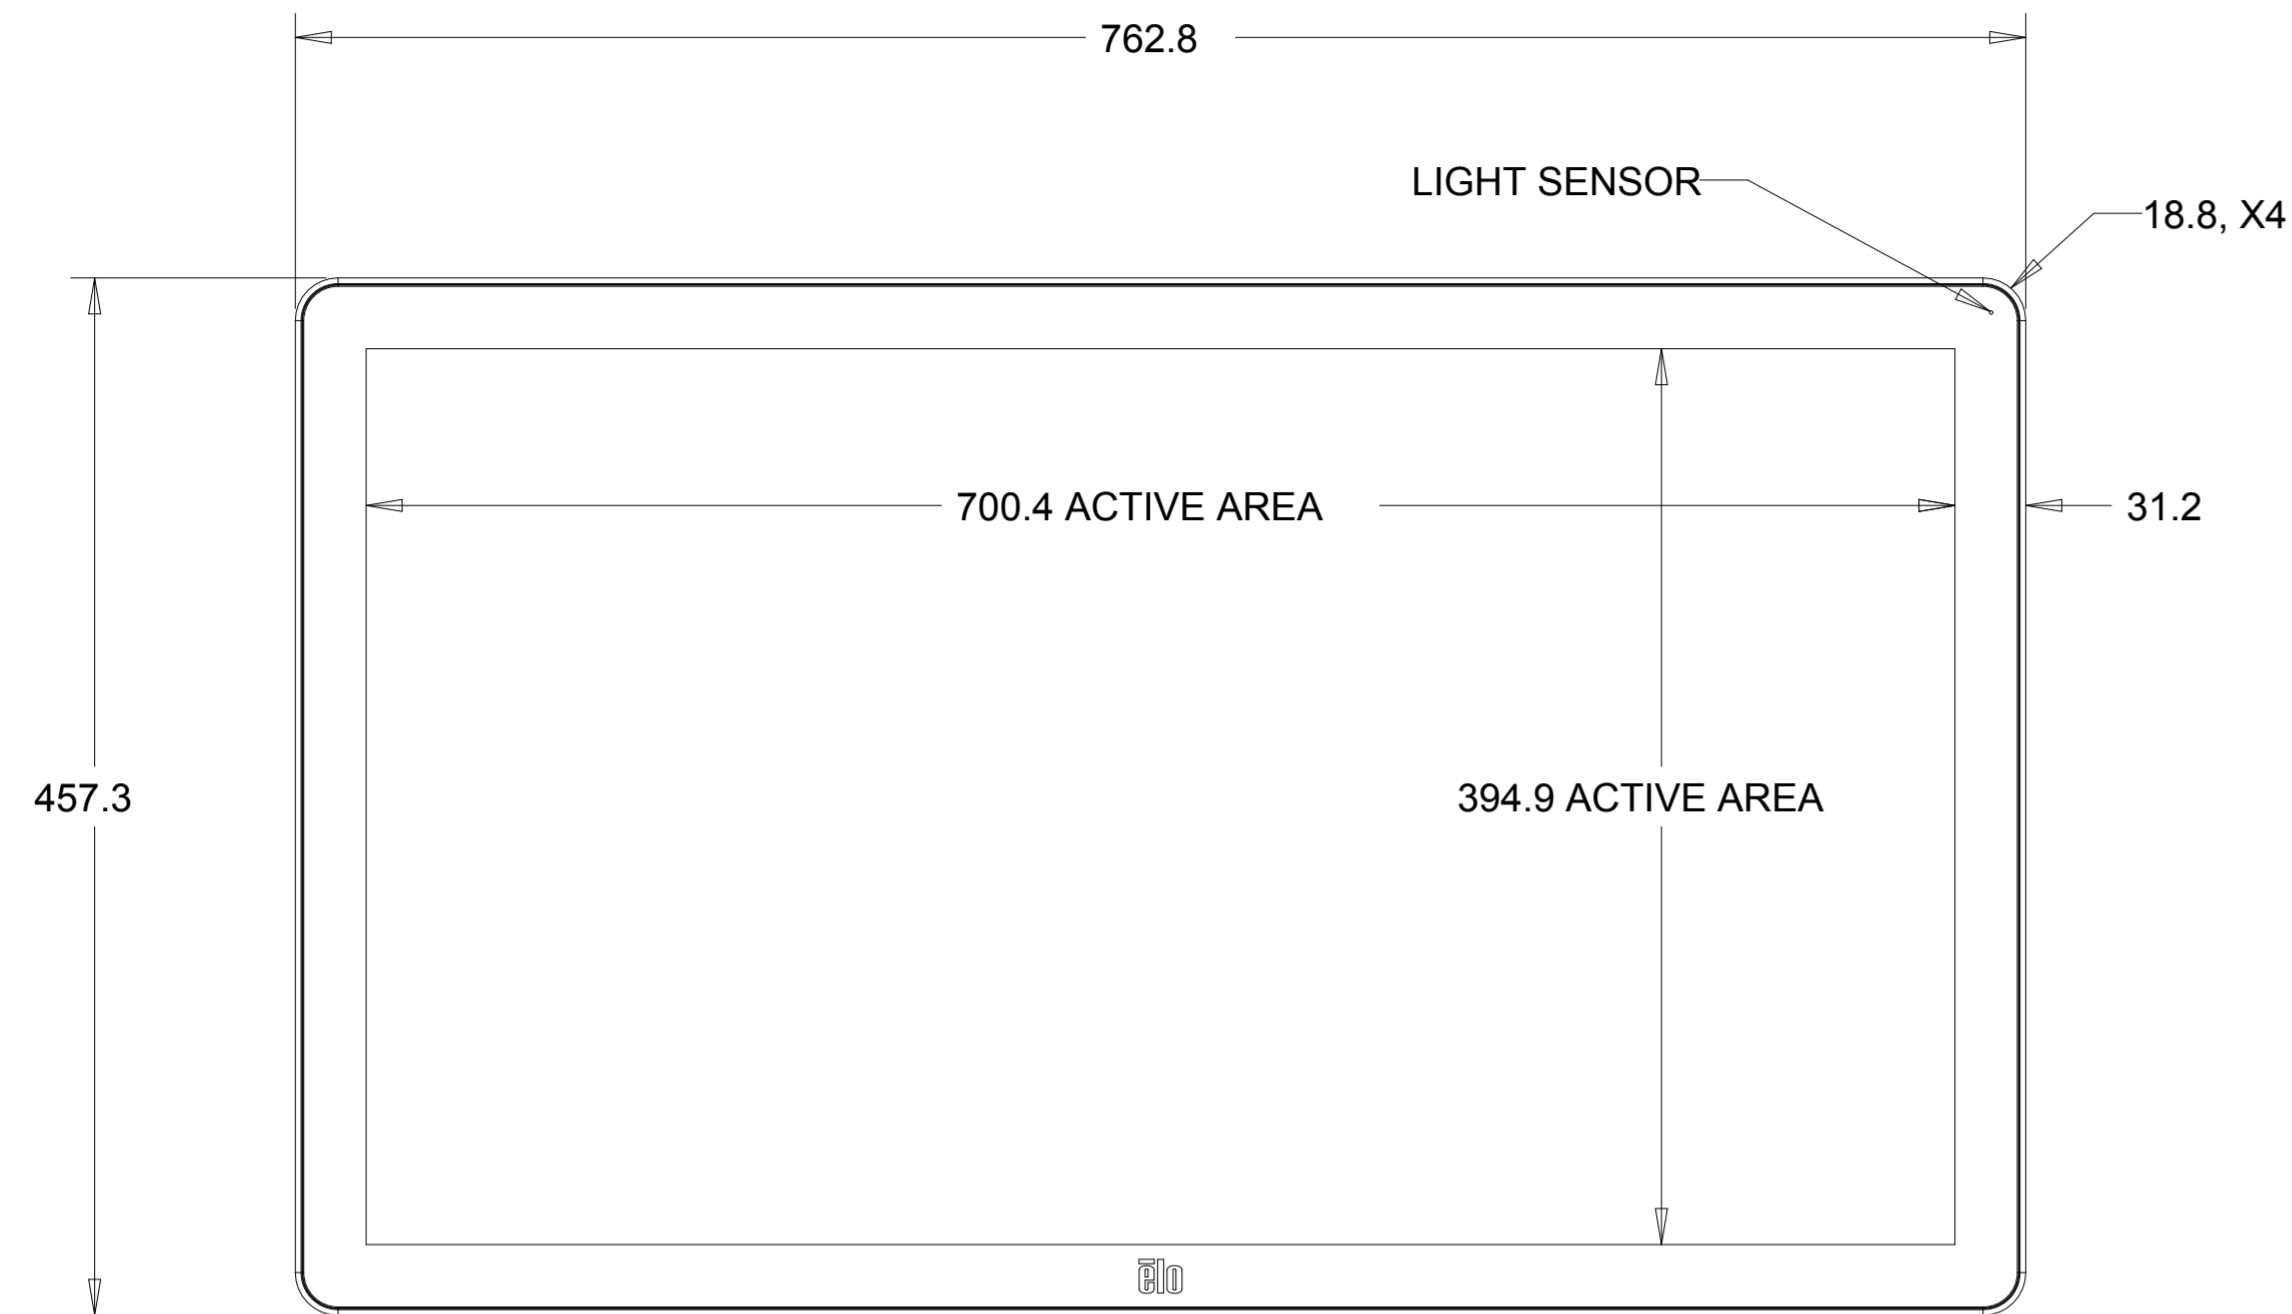 762.8
LIGHT SENSOR
18.8, X4
700.4 ACTIVE AREA
31.2
457.3
394.9 ACTIVE AREA
ēlo